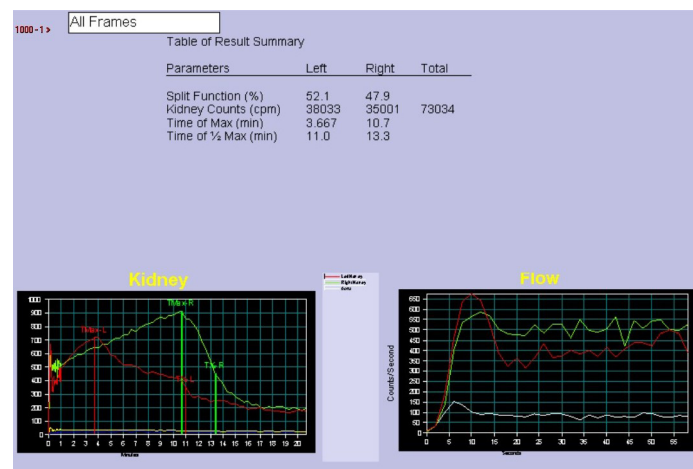 All Frames
1000-1>
Table of Result Summary
Parameters Left Right Total
Split Function (%) 52.1 47.9
Kidney Counts (cpm) 38033 35001 73034
Time of Max (min) 3.667 10.7
Time of ½ Max (min) 11.0 13.3
Kidney
Left Kidney
Right Kidney
Flow
1000
900
800
700
600
500
400
300
200
100
0
TMax-R
TMax-L
0 1 2 3 4 5 6 7 8 9 10 11 12 13 14 15 16 17 18 19 20
Minutes
Counts/Second
650
600
550
500
450
400
350
300
250
200
150
100
50
0
0 5 10 15 20 25 30 35 40 45 50 55
Seconds